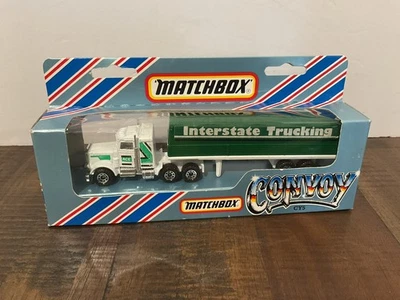 MATCHBOX
Interstate Trucking
MATCHBOX
CONVOY